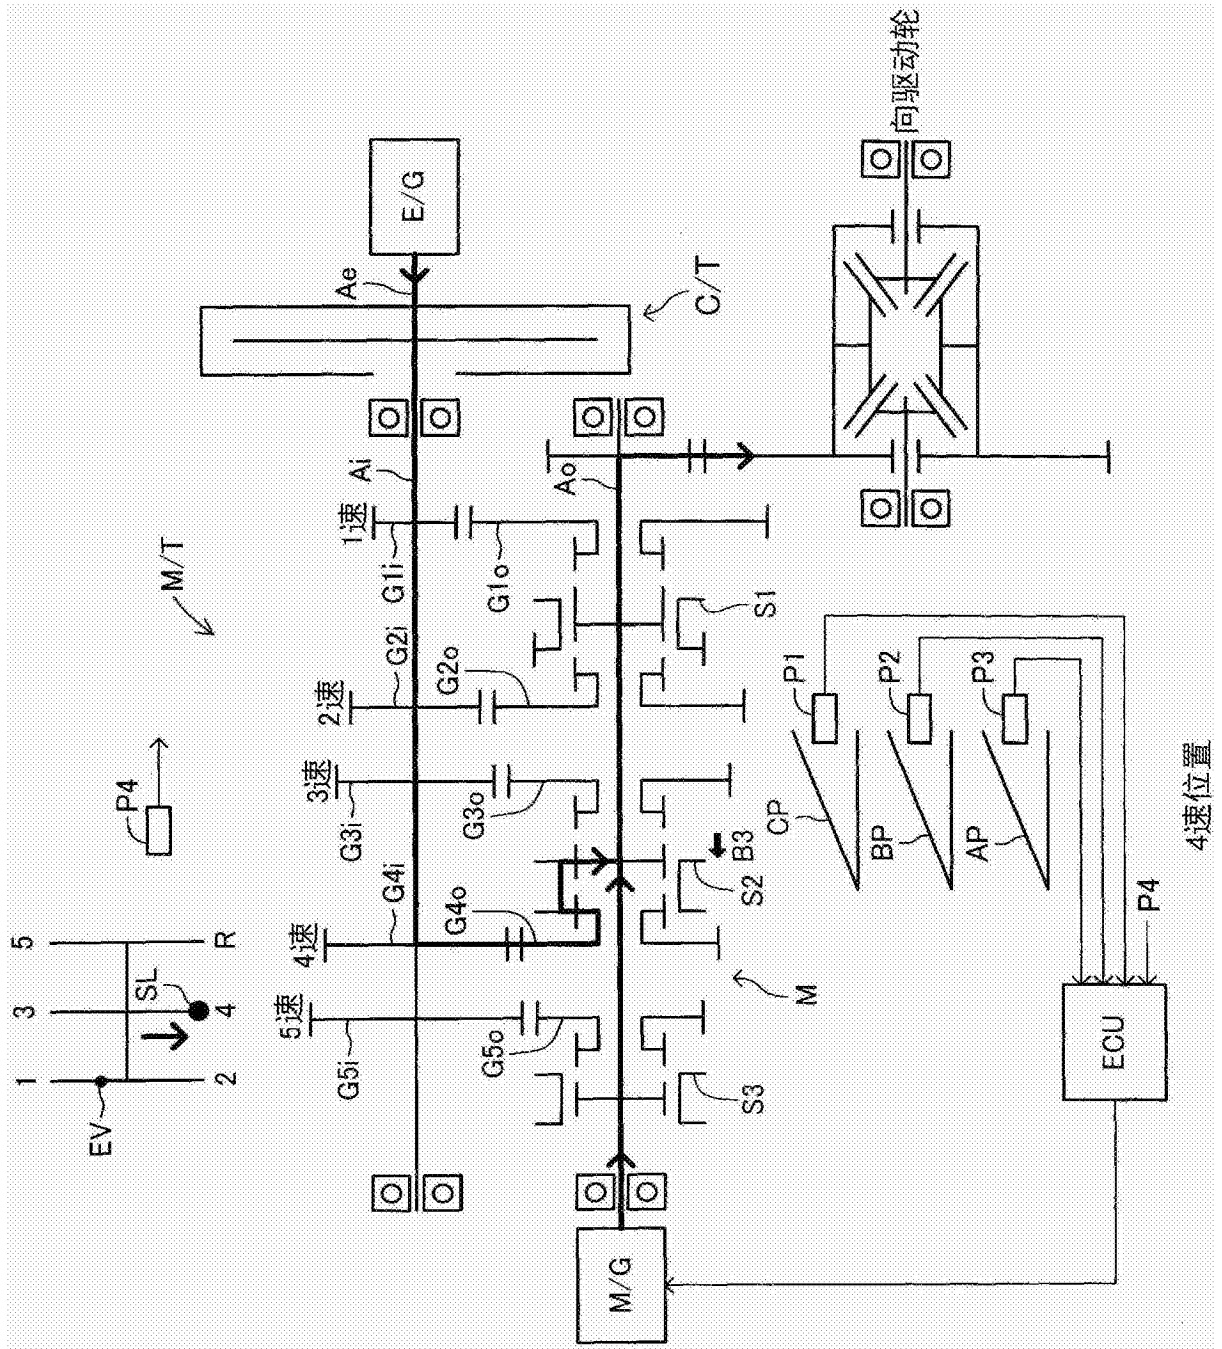 向驱动轮
E/G
Ae
C/T
Ai
Ao
M/T
1速
G1i
G1o
S1
2速
G2i
G2o
3速
G3i
G3o
4速
G4i
G4o
S2
B3
5速
G5i
G5o
S3
M
M/G
P4
1
3
5
2
4
R
EV
SL
CP
P1
BP
P2
AP
P3
P4
ECU
4速位置